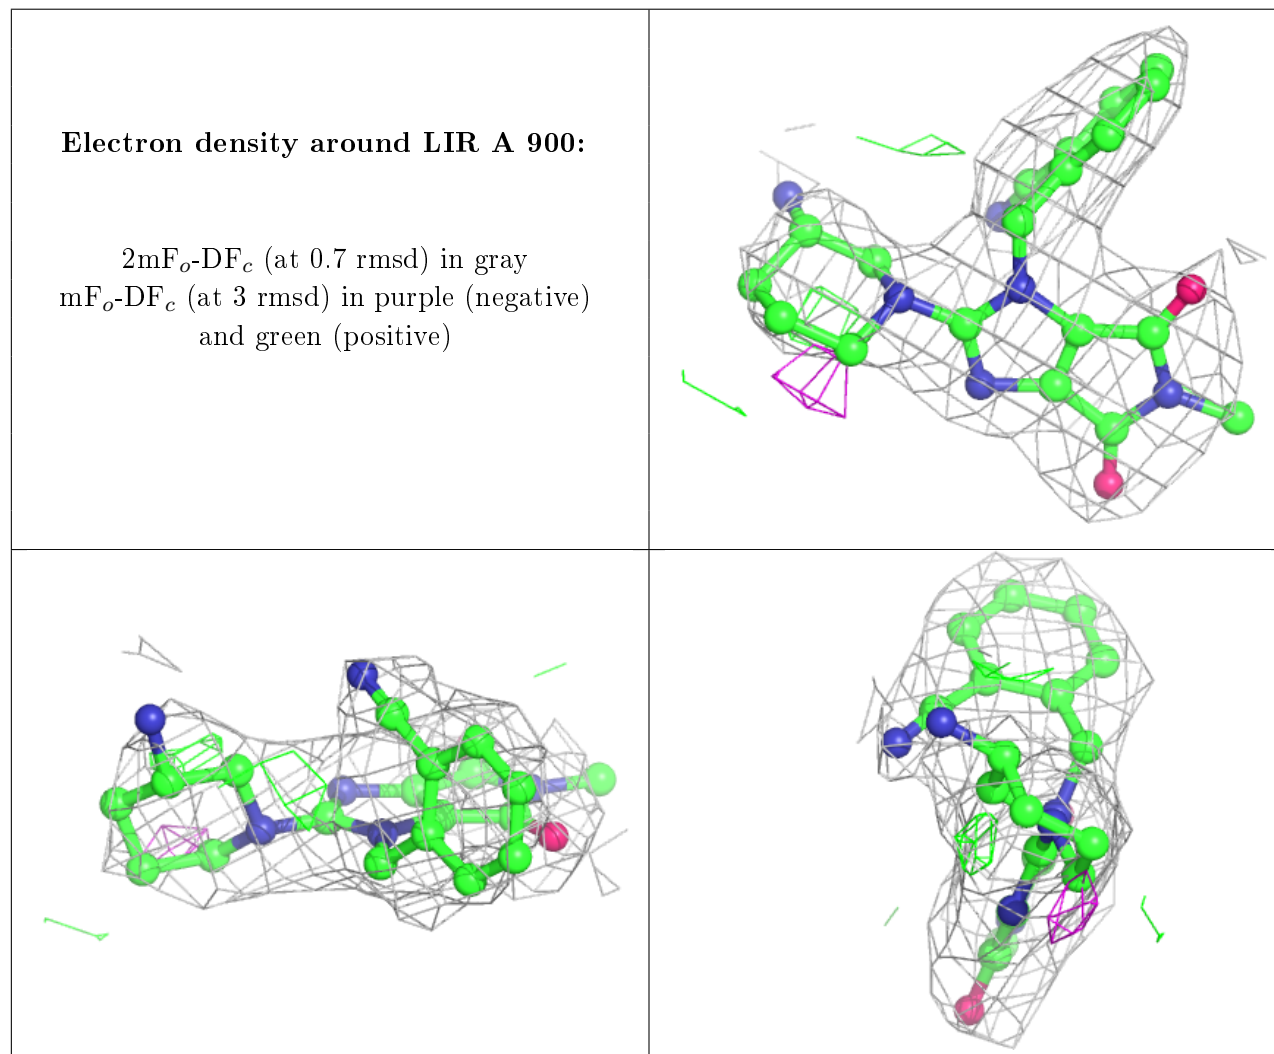 Electron density around LIR A 900:
2mFo-DFc (at 0.7 rmsd) in gray
mFo-DFc (at 3 rmsd) in purple (negative)
and green (positive)